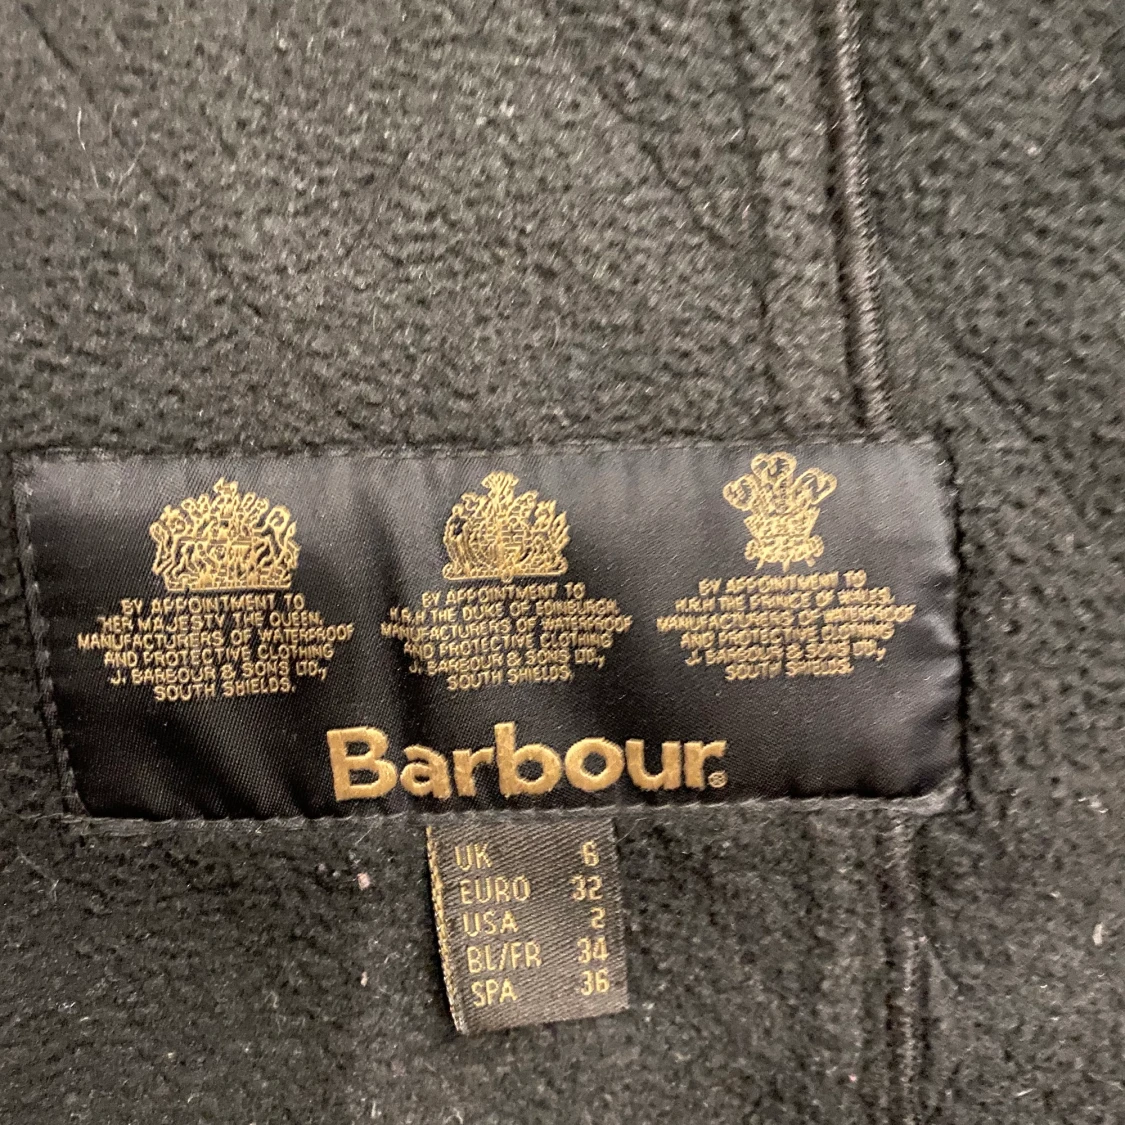 BY APPOINTMENT TO
HER MAJESTY THE QUEEN,
MANUFACTURERS OF WATERPROOF
AND PROTECTIVE CLOTHING
J. BARBOUR & SONS LTD.,
SOUTH SHIELDS.
BY APPOINTMENT TO
H.R.H THE DUKE OF EDINBURGH,
MANUFACTURERS OF WATERPROOF
AND PROTECTIVE CLOTHING
J. BARBOUR & SONS LTD.,
SOUTH SHIELDS.
BY APPOINTMENT TO
H.R.H THE PRINCE OF WALES,
MANUFACTURERS OF WATERPROOF
AND PROTECTIVE CLOTHING
J. BARBOUR & SONS LTD.,
SOUTH SHIELDS.
Barbour®
UK 6
EURO 32
USA 2
BL/FR 34
SPA 36